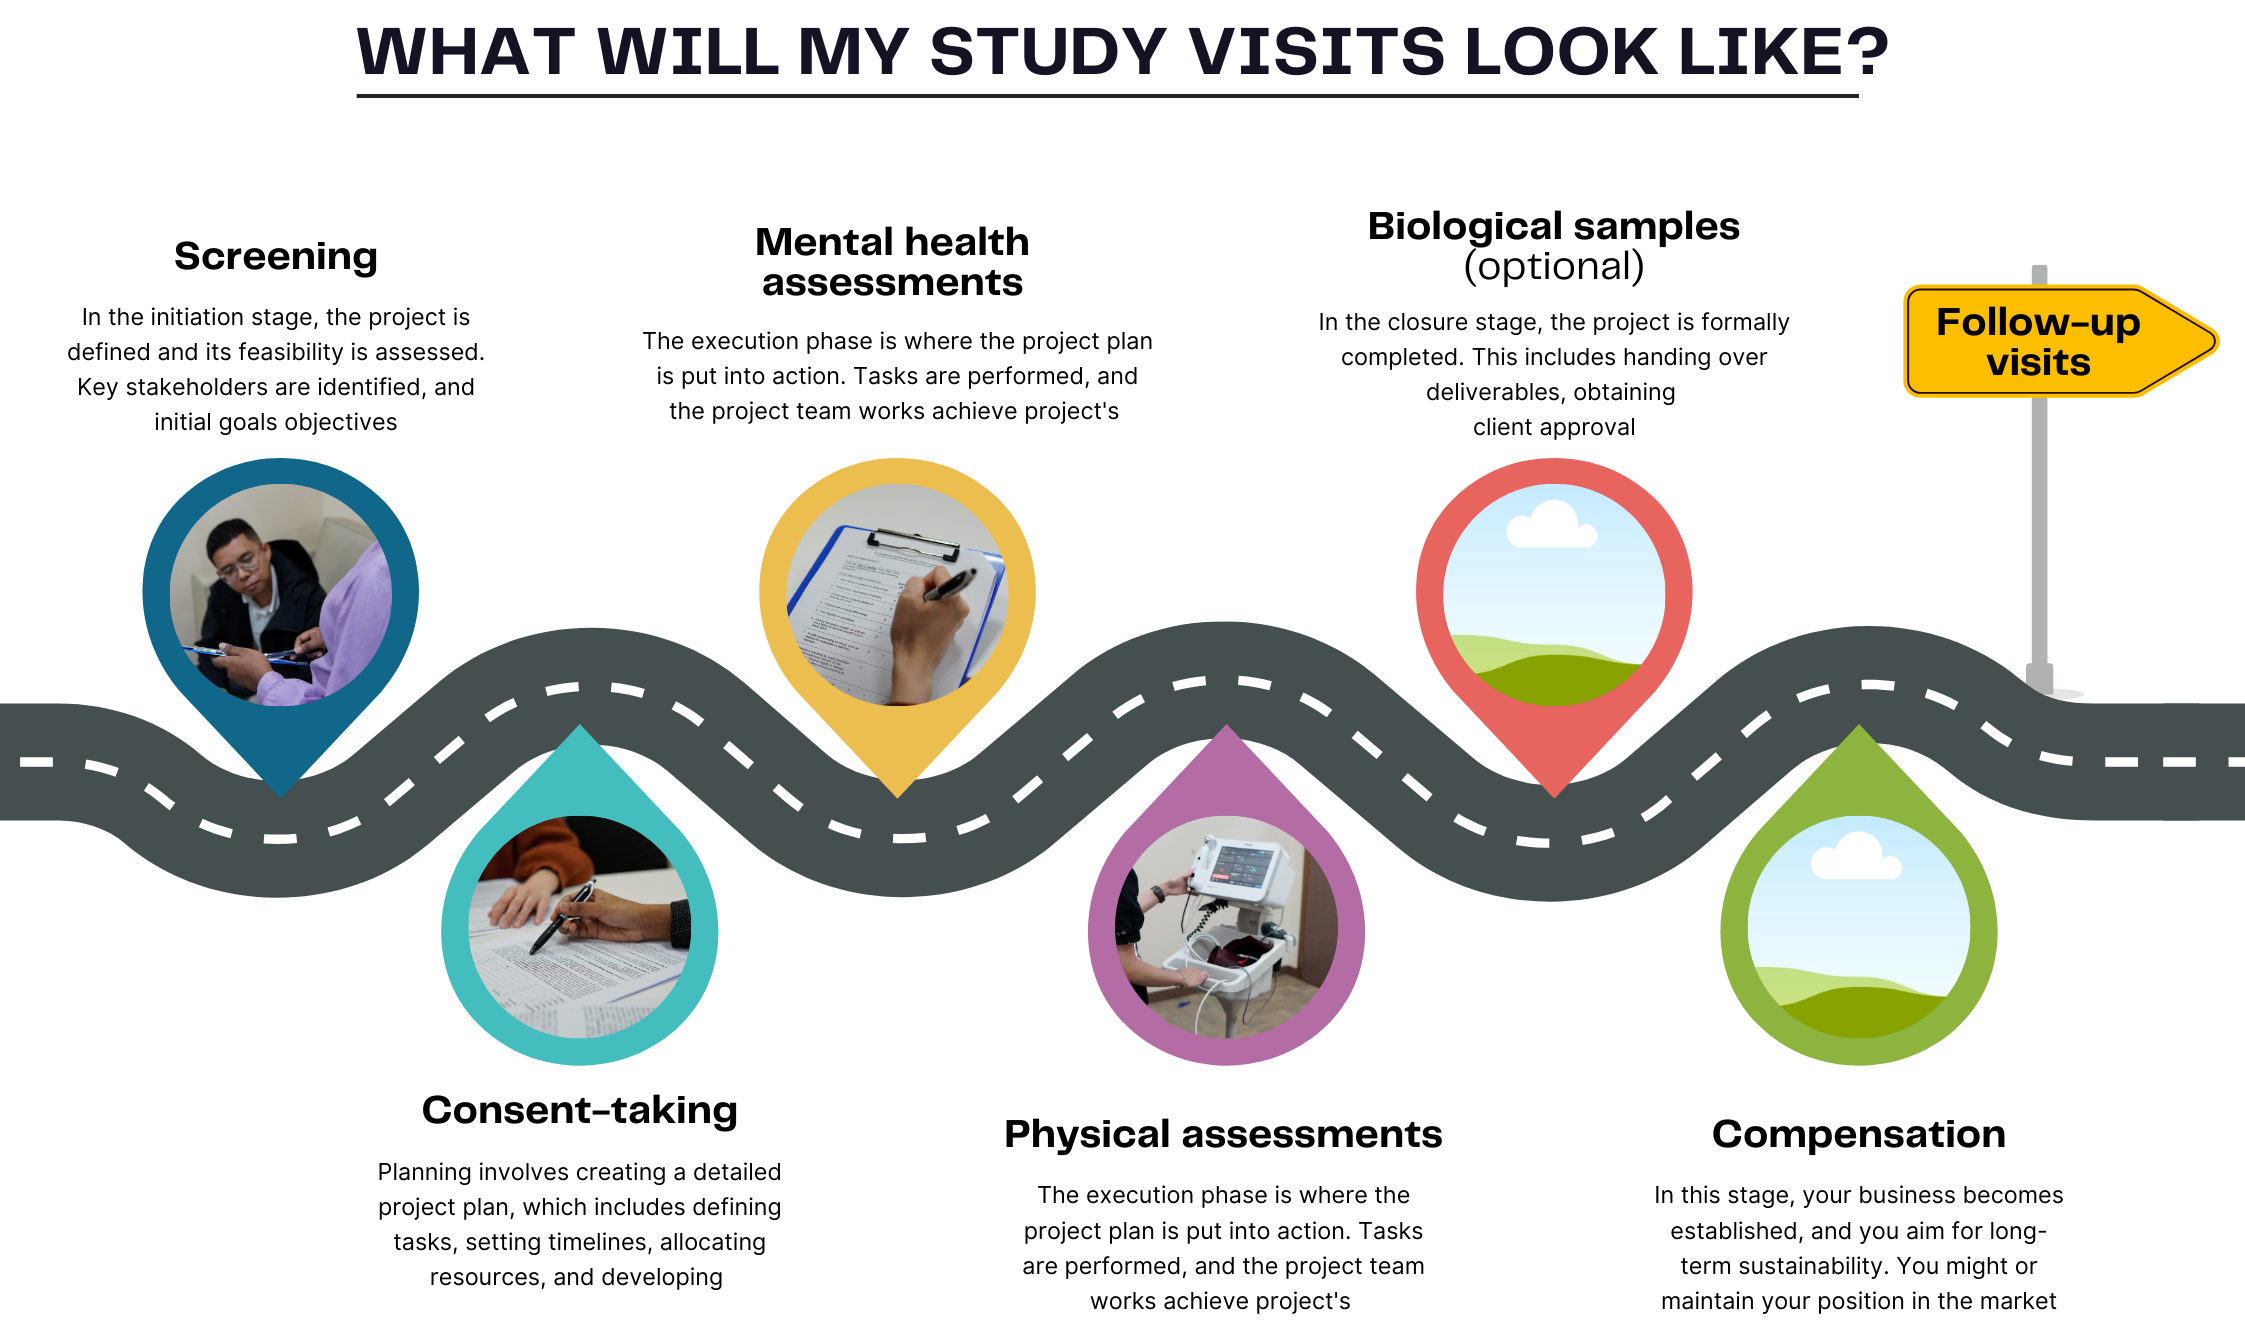 WHAT WILL MY STUDY VISITS LOOK LIKE?
Screening
In the initiation stage, the project is
defined and its feasibility is assessed.
Key stakeholders are identified, and
initial goals objectives
Consent-taking
Planning involves creating a detailed
project plan, which includes defining
tasks, setting timelines, allocating
resources, and developing
Mental health
assessments
The execution phase is where the project plan
is put into action. Tasks are performed, and
the project team works achieve project's
Physical assessments
The execution phase is where the
project plan is put into action. Tasks
are performed, and the project team
works achieve project's
Biological samples
(optional)
In the closure stage, the project is formally
completed. This includes handing over
deliverables, obtaining
client approval
Compensation
In this stage, your business becomes
established, and you aim for long-
term sustainability. You might or
maintain your position in the market
Follow-up
visits